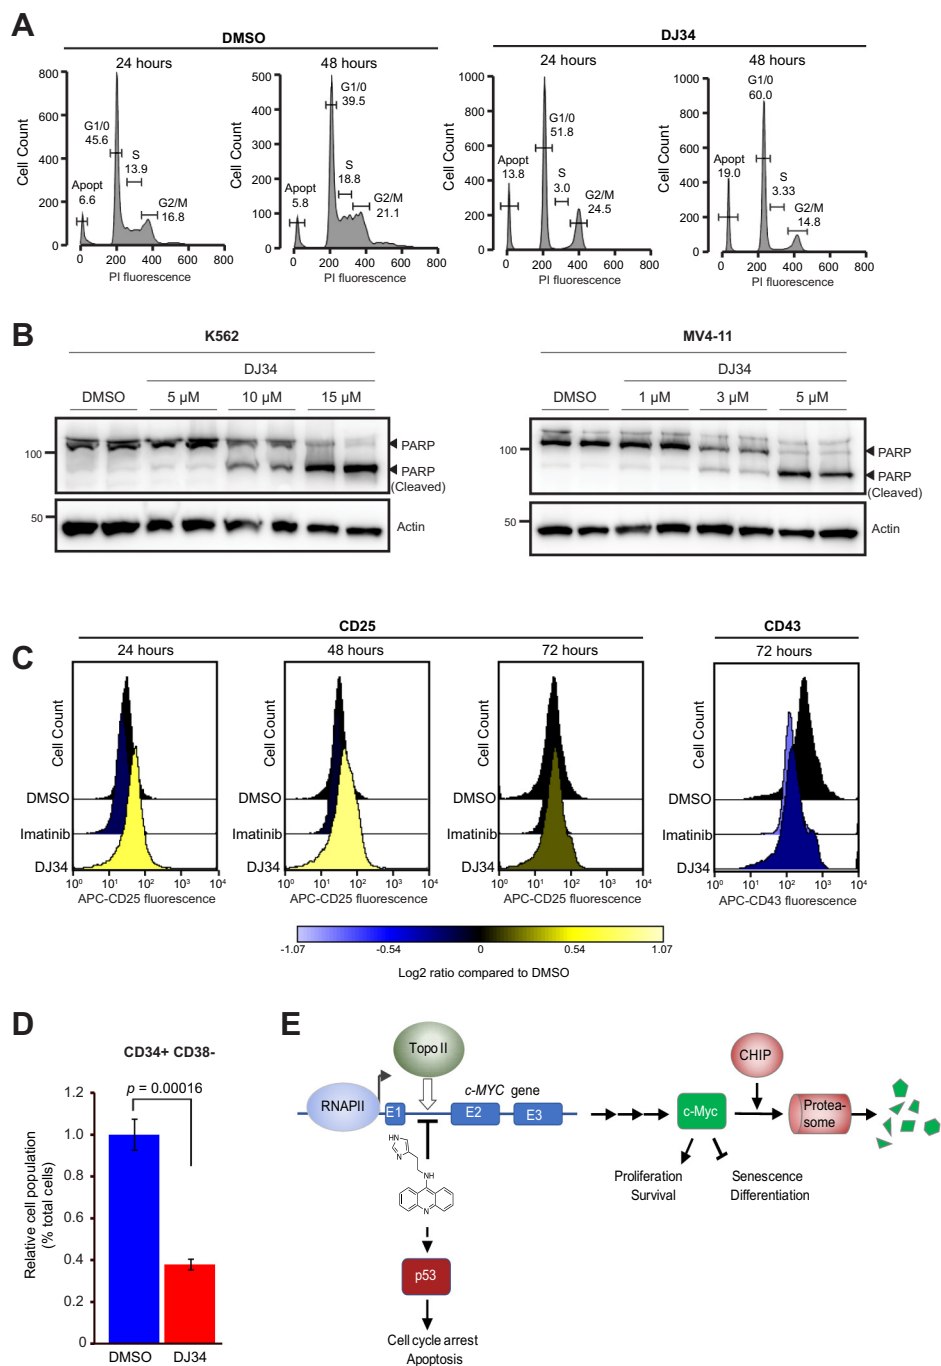 A
DMSO
DJ34
24 hours
48 hours
24 hours
48 hours
Cell Count
800
600
400
200
0
G1/0
45.6
S
13.9
Apopt
6.6
G2/M
16.8
0 200 400 600 800
PI fluorescence
Cell Count
500
400
300
200
100
0
G1/0
39.5
S
18.8
Apopt
5.8
G2/M
21.1
0 200 400 600 800
PI fluorescence
Cell Count
1000
800
600
400
200
0
G1/0
51.8
Apopt
13.8
S
3.0
G2/M
24.5
0 200 400 600 800
PI fluorescence
Cell Count
1000
800
600
400
200
0
G1/0
60.0
Apopt
19.0
S
3.33
G2/M
14.8
0 200 400 600 800
PI fluorescence
B
K562
DJ34
DMSO 5 µM 10 µM 15 µM
100
PARP
PARP
(Cleaved)
50
Actin
MV4-11
DJ34
DMSO 1 µM 3 µM 5 µM
100
PARP
PARP
(Cleaved)
50
Actin
C
CD25
CD43
24 hours
48 hours
72 hours
72 hours
Cell Count
DMSO
Imatinib
DJ34
10⁰ 10¹ 10² 10³ 10⁴
APC-CD25 fluorescence
Cell Count
DMSO
Imatinib
DJ34
10⁰ 10¹ 10² 10³ 10⁴
APC-CD25 fluorescence
Cell Count
DMSO
Imatinib
DJ34
10⁰ 10¹ 10² 10³ 10⁴
APC-CD25 fluorescence
Cell Count
DMSO
Imatinib
DJ34
10⁰ 10¹ 10² 10³ 10⁴
APC-CD43 fluorescence
-1.07 -0.54 0 0.54 1.07
Log2 ratio compared to DMSO
D
CD34+ CD38-
p = 0.00016
Relative cell population
(% total cells)
1.2
1.0
0.8
0.6
0.4
0.2
0
DMSO DJ34
E
Topo II
RNAPII
c-MYC gene
E1
E2
E3
HN
N
HN
N
p53
Cell cycle arrest
Apoptosis
CHIP
c-Myc
Protea-
some
Proliferation
Survival
Senescence
Differentiation